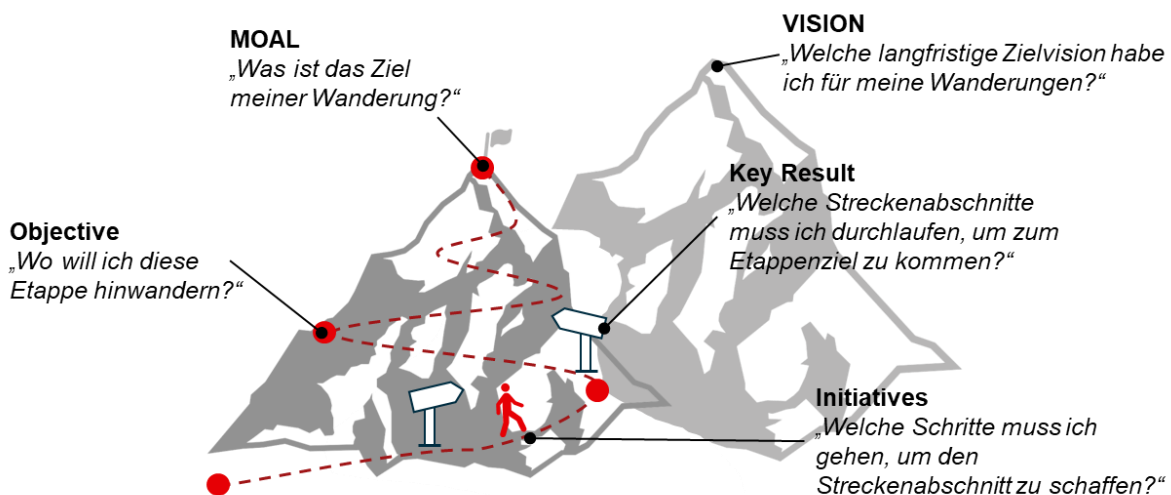 MOAL
„Was ist das Ziel
meiner Wanderung?“
VISION
„Welche langfristige Zielvision habe
ich für meine Wanderungen?“
Key Result
„Welche Streckenabschnitte
muss ich durchlaufen, um zum
Etappenziel zu kommen?“
Objective
„Wo will ich diese
Etappe hinwandern?“
Initiatives
„Welche Schritte muss ich
gehen, um den
Streckenabschnitt zu schaffen?“